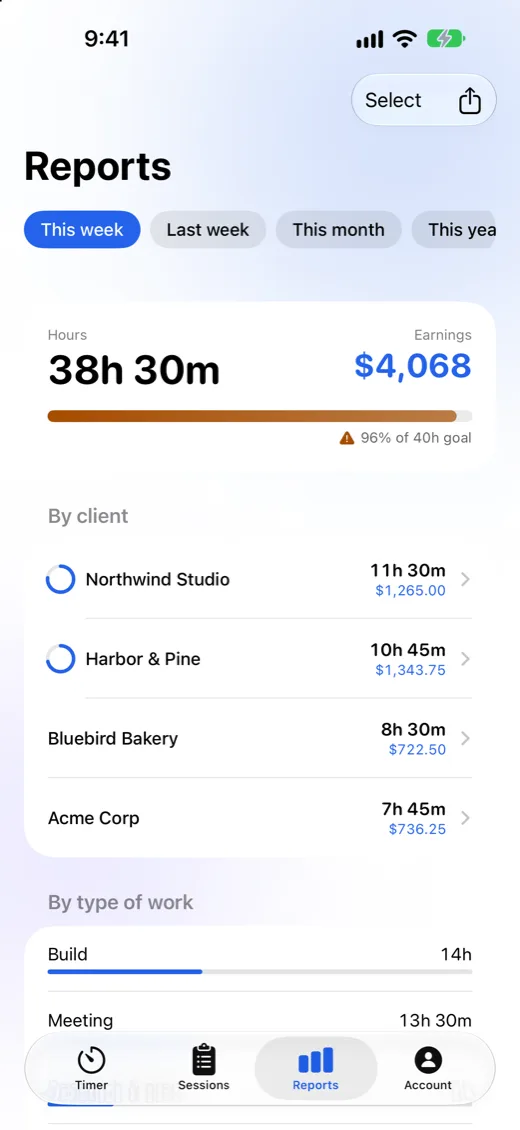 9:41
Select
Reports
This week Last week This month This yea
Hours Earnings
38h 30m $4,068
96% of 40h goal
By client
Northwind Studio 11h 30m
$1,265.00
Harbor & Pine 10h 45m
$1,343.75
Bluebird Bakery 8h 30m
$722.50
Acme Corp 7h 45m
$736.25
By type of work
Build 14h
Meeting 13h 30m
Timer Sessions Reports Account